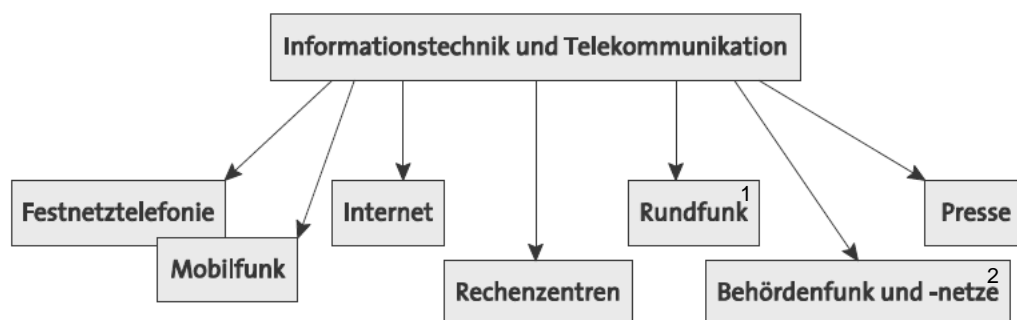 Informationstechnik und Telekommunikation
Festnetztelefonie
Internet
Rundfunk1
Presse
Mobilfunk
Rechenzentren
Behördenfunk und -netze2